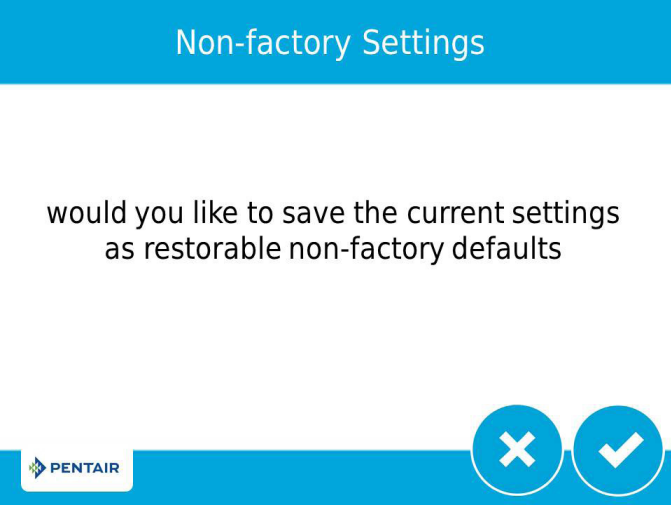 Non-factory Settings
would you like to save the current settings
as restorable non-factory defaults
PENTAIR